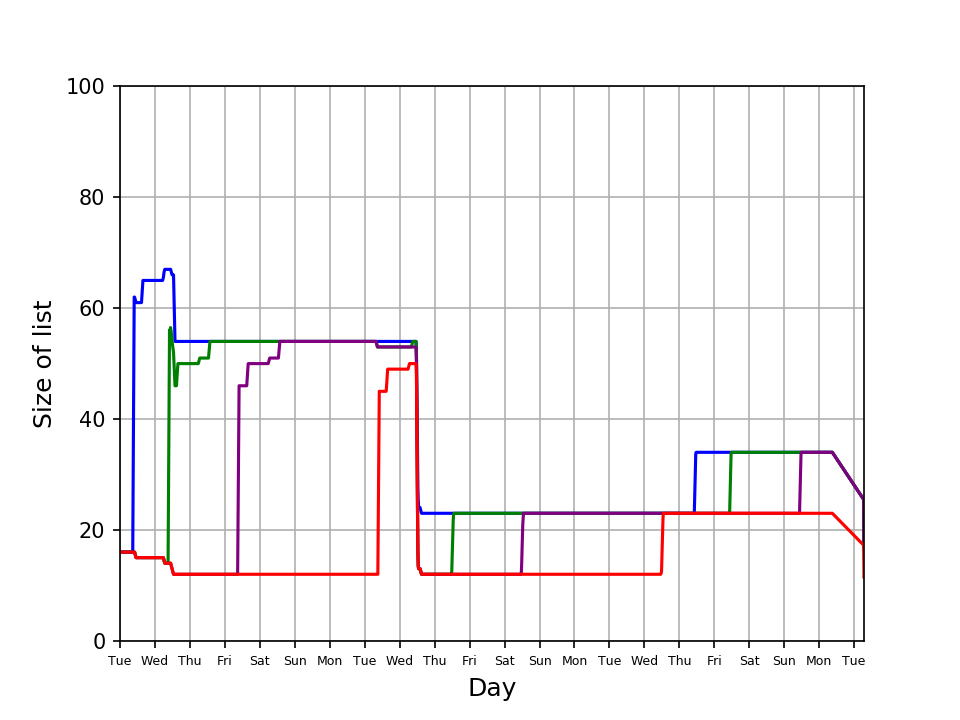 100
80
60
40
20
0
Size of list
Tue Wed Thu Fri Sat Sun Mon Tue Wed Thu Fri Sat Sun Mon Tue Wed Thu Fri Sat Sun Mon Tue
Day